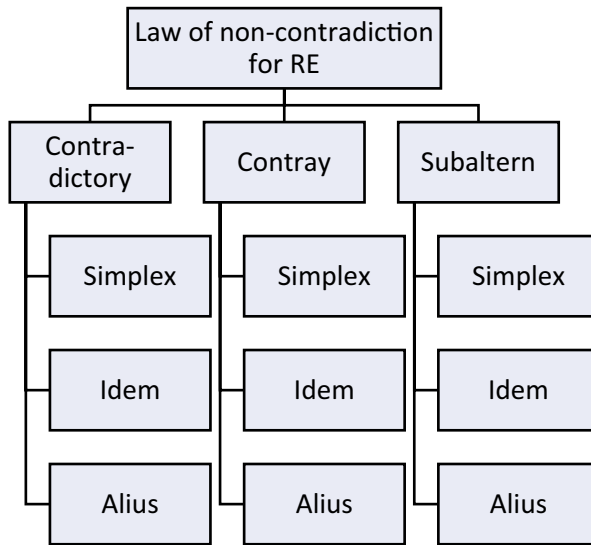 Law of non-contradiction
for RE
Contra-
dictory
Contray
Subaltern
Simplex
Simplex
Simplex
Idem
Idem
Idem
Alius
Alius
Alius